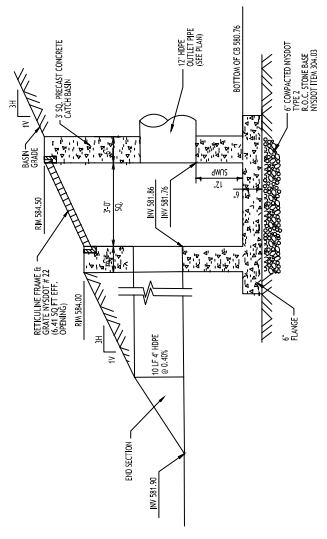 3H
1V
BASIN
GRADE
RIM 584.50
3' SQ. PRECAST CONCRETE
CATCH BASIN
12" HDPE
OUTLET PIPE
(SEE PLAN)
RETICULINE FRAME &
GRATE NYSDOT # 22
(6.41 SQ.FT EFF.
OPENING)
3H
1V
RIM 584.00
3'-0"
SQ.
INV 581.86
INV 581.76
12"
SUMP
6"
BOTTOM OF CB 580.76
10 LF 4" HDPE
@ 0.40%
END SECTION
INV 581.90
6"
FLANGE
6" COMPACTED NYSDOT
TYPE 2
R.O.C. STONE BASE
NYSDOT ITEM 304.03